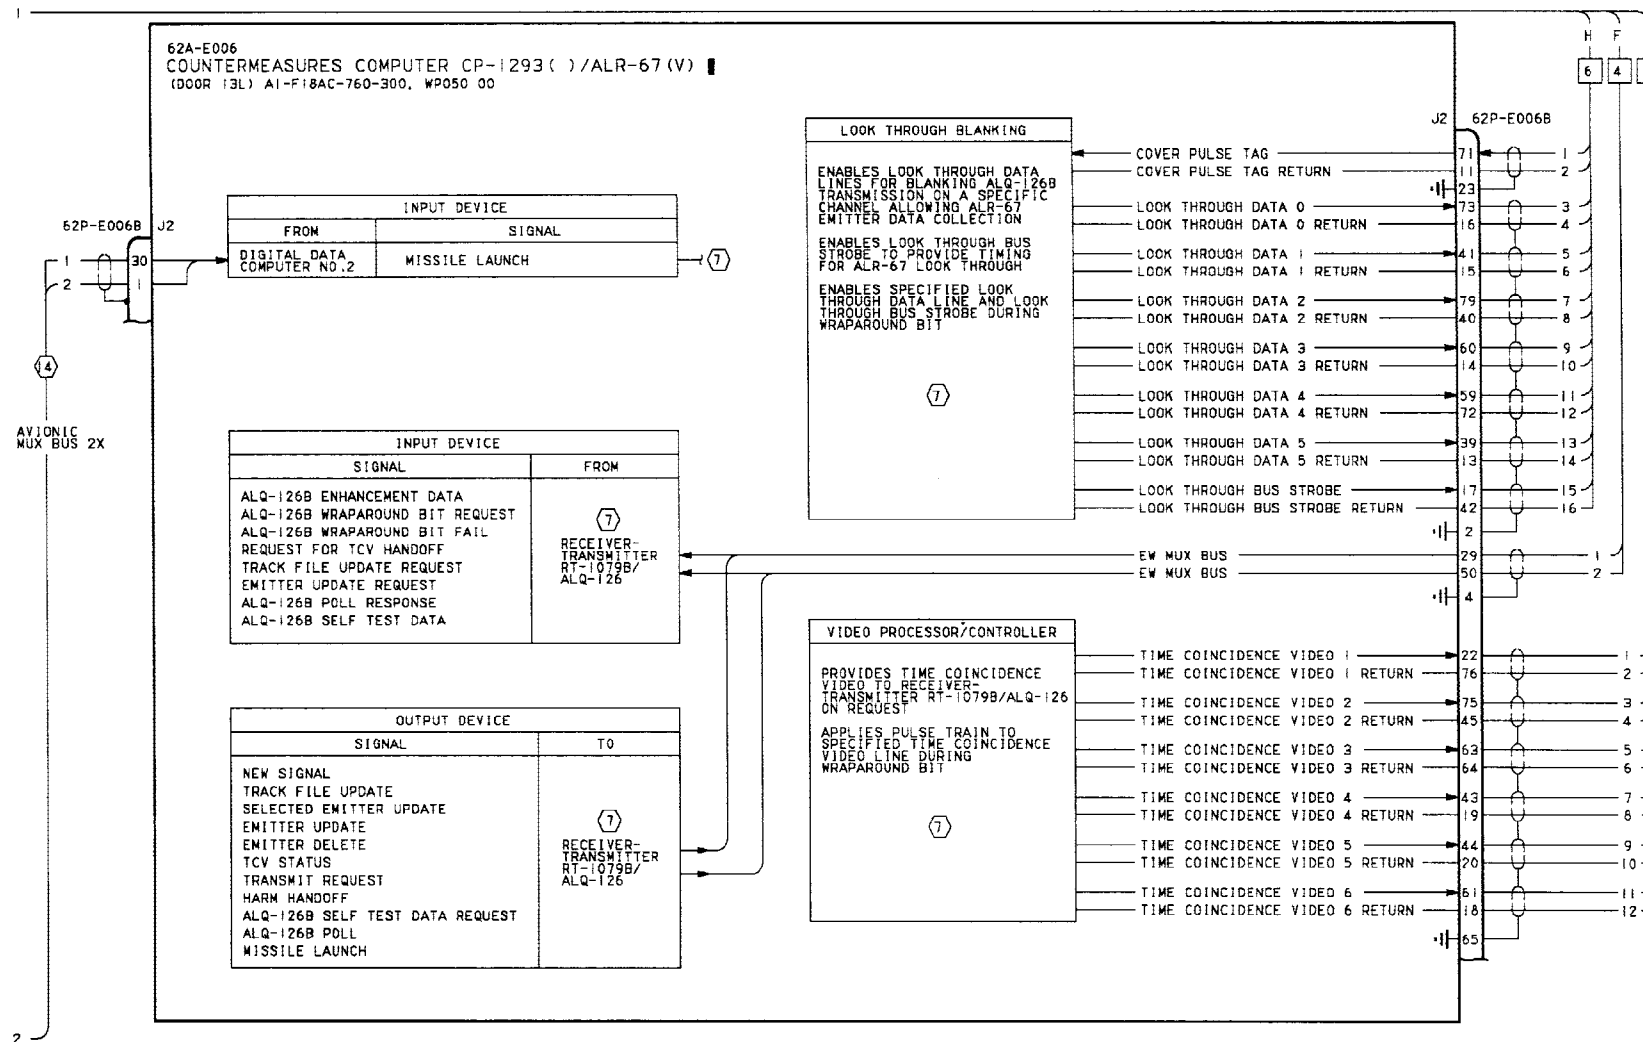 1
62A-E006
COUNTERMEASURES COMPUTER CP-1293( )/ALR-67(V)
(DOOR 13L) A1-F18AC-760-300, WP050 00
H F
6 4
62P-E006B J2
INPUT DEVICE
FROM SIGNAL
DIGITAL DATA
COMPUTER NO.2
MISSILE LAUNCH
7
1 30
2 1
14
AVIONIC
MUX BUS 2X
2
INPUT DEVICE
SIGNAL FROM
ALQ-126B ENHANCEMENT DATA
ALQ-126B WRAPAROUND BIT REQUEST
ALQ-126B WRAPAROUND BIT FAIL
REQUEST FOR TCV HANDOFF
TRACK FILE UPDATE REQUEST
EMITTER UPDATE REQUEST
ALQ-126B POLL RESPONSE
ALQ-126B SELF TEST DATA
7
RECEIVER-
TRANSMITTER
RT-1079B/
ALQ-126
OUTPUT DEVICE
SIGNAL TO
NEW SIGNAL
TRACK FILE UPDATE
SELECTED EMITTER UPDATE
EMITTER UPDATE
EMITTER DELETE
TCV STATUS
TRANSMIT REQUEST
HARM HANDOFF
ALQ-126B SELF TEST DATA REQUEST
ALQ-126B POLL
MISSILE LAUNCH
7
RECEIVER-
TRANSMITTER
RT-1079B/
ALQ-126
LOOK THROUGH BLANKING
ENABLES LOOK THROUGH DATA
LINES FOR BLANKING ALQ-126B
TRANSMISSION ON A SPECIFIC
CHANNEL ALLOWING ALR-67
EMITTER DATA COLLECTION
ENABLES LOOK THROUGH BUS
STROBE TO PROVIDE TIMING
FOR ALR-67 LOOK THROUGH
ENABLES SPECIFIED LOOK
THROUGH DATA LINE AND LOOK
THROUGH BUS STROBE DURING
WRAPAROUND BIT
7
J2 62P-E006B
COVER PULSE TAG 71 1
COVER PULSE TAG RETURN 11 2
23
LOOK THROUGH DATA 0 73 3
LOOK THROUGH DATA 0 RETURN 16 4
LOOK THROUGH DATA 1 41 5
LOOK THROUGH DATA 1 RETURN 15 6
LOOK THROUGH DATA 2 79 7
LOOK THROUGH DATA 2 RETURN 40 8
LOOK THROUGH DATA 3 60 9
LOOK THROUGH DATA 3 RETURN 14 10
LOOK THROUGH DATA 4 59 11
LOOK THROUGH DATA 4 RETURN 72 12
LOOK THROUGH DATA 5 39 13
LOOK THROUGH DATA 5 RETURN 13 14
LOOK THROUGH BUS STROBE 17 15
LOOK THROUGH BUS STROBE RETURN 42 16
2
EW MUX BUS 29 1
EW MUX BUS 50 2
4
VIDEO PROCESSOR/CONTROLLER
PROVIDES TIME COINCIDENCE
VIDEO TO RECEIVER-
TRANSMITTER RT-1079B/ALQ-126
ON REQUEST
APPLIES PULSE TRAIN TO
SPECIFIED TIME COINCIDENCE
VIDEO LINE DURING
WRAPAROUND BIT
7
TIME COINCIDENCE VIDEO 1 22 1
TIME COINCIDENCE VIDEO 1 RETURN 76 2
TIME COINCIDENCE VIDEO 2 75 3
TIME COINCIDENCE VIDEO 2 RETURN 45 4
TIME COINCIDENCE VIDEO 3 63 5
TIME COINCIDENCE VIDEO 3 RETURN 64 6
TIME COINCIDENCE VIDEO 4 43 7
TIME COINCIDENCE VIDEO 4 RETURN 19 8
TIME COINCIDENCE VIDEO 5 44 9
TIME COINCIDENCE VIDEO 5 RETURN 20 10
TIME COINCIDENCE VIDEO 6 61 11
TIME COINCIDENCE VIDEO 6 RETURN 18 12
65